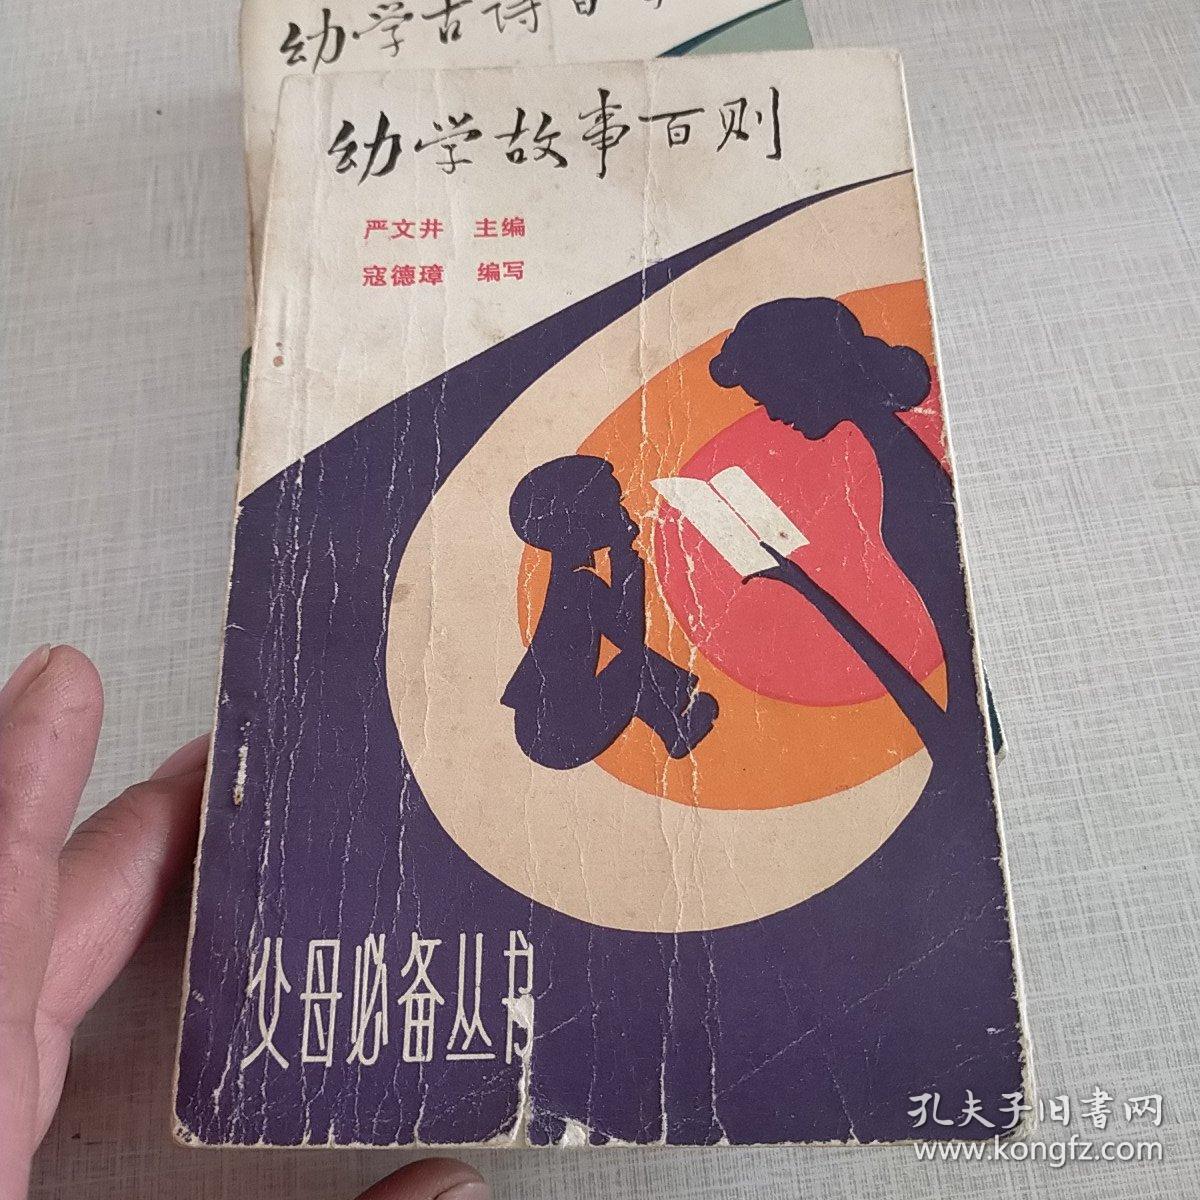 幼学古诗百
幼学故事百则
严文井 主编
寇德璋 编写
父母必备丛书
孔夫子旧書网
www.kongfz.com